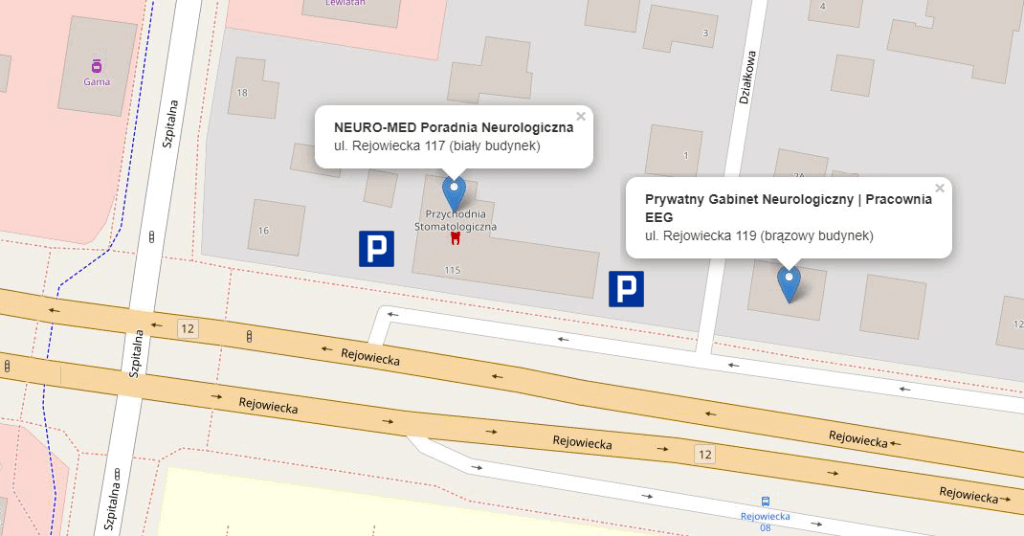 Lewiatan
4
3
Działkowa
Gama
18
Szpitalna
NEURO-MED Poradnia Neurologiczna
ul. Rejowiecka 117 (biały budynek)
×
1
2A
Prywatny Gabinet Neurologiczny | Pracownia
EEG
ul. Rejowiecka 119 (brązowy budynek)
×
Przychodnia
Stomatologiczna
16
P
115
P
12
12
Szpitalna
Rejowiecka
Rejowiecka
Rejowiecka
Rejowiecka
12
Rejowiecka
Szpitalna
Rejowiecka
08